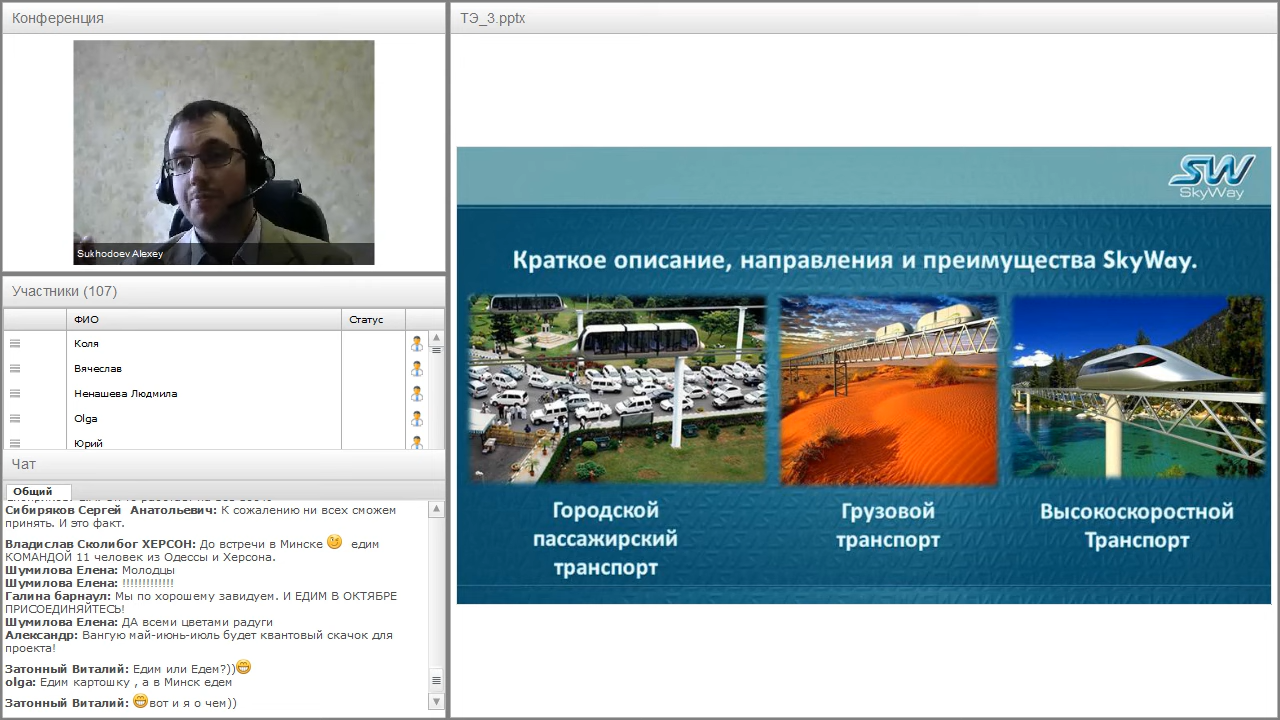 Конференция
Sukhodoev Alexey
Участники (107)
ФИО
Статус
Коля
Вячеслав
Ненашева Людмила
Olga
Юрий
Чат
Общий
Сибиряков Сергей Анатольевич: К сожалению ни всех сможем
принять. И это факт.
Владислав Сколибог ХЕРСОН: До встречи в Минске едим
КОМАНДОЙ 11 человек из Одессы и Херсона.
Шумилова Елена: Молодцы
Шумилова Елена: !!!!!!!!!!!!!
Галина барнаул: Мы по хорошему завидуем. И ЕДИМ В ОКТЯБРЕ
ПРИСОЕДИНЯЙТЕСЬ!
Шумилова Елена: ДА всеми цветами радуги
Александр: Вангую май-июнь-июль будет квантовый скачок для
проекта!
Затонный Виталий: Едим или Едем?))
olga: Едим картошку , а в Минск едем
Затонный Виталий: вот и я о чем))
ТЭ_3.pptx
SW
SkyWay
Краткое описание, направления и преимущества SkyWay.
Городской
пассажирский
транспорт
Грузовой
транспорт
Высокоскоростной
Транспорт